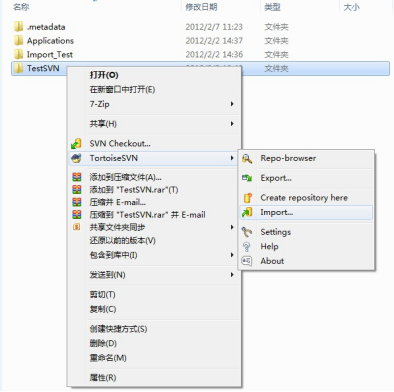 名称 修改日期 类型 大小
.metadata 2012/2/7 11:23 文件夹
Applications 2012/2/2 14:37 文件夹
Import_Test 2012/2/2 14:36 文件夹
TestSVN 文件夹
打开(O)
在新窗口中打开(E)
7-Zip
共享(H)
SVN Checkout...
TortoiseSVN
添加到压缩文件(A)...
添加到 "TestSVN.rar"(T)
压缩并 E-mail...
压缩到 "TestSVN.rar" 并 E-mail
共享文件夹同步
还原以前的版本(V)
包含到库中(I)
发送到(N)
剪切(T)
复制(C)
创建快捷方式(S)
删除(D)
重命名(M)
属性(R)
Repo-browser
Export...
Create repository here
Import...
Settings
Help
About